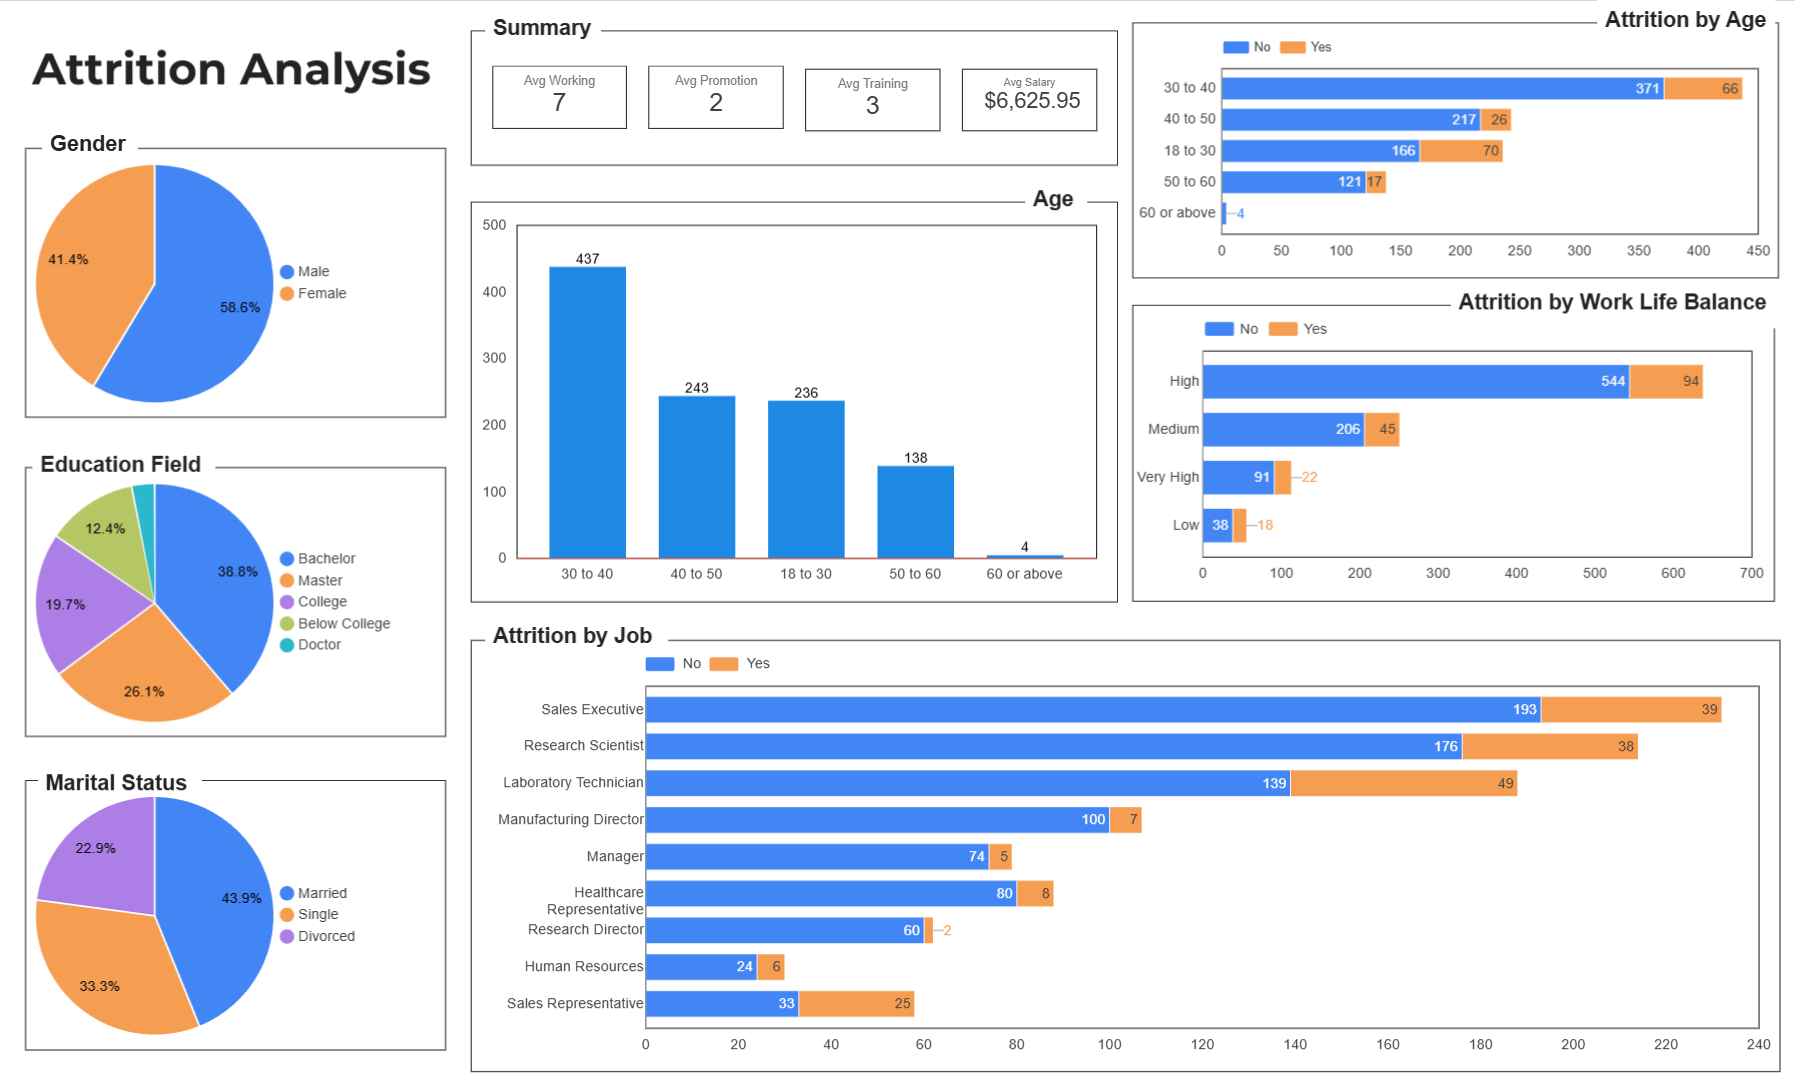 Attrition Analysis
Gender
41.4%
58.6%
Male
Female
Education Field
12.4%
38.8%
19.7%
26.1%
Bachelor
Master
College
Below College
Doctor
Marital Status
22.9%
43.9%
33.3%
Married
Single
Divorced
Summary
Avg Working
7
Avg Promotion
2
Avg Training
3
Avg Salary
$6,625.95
Age
500
400
300
200
100
0
437
243
236
138
4
30 to 40 40 to 50 18 to 30 50 to 60 60 or above
Attrition by Age
No Yes
30 to 40 371 66
40 to 50 217 26
18 to 30 166 70
50 to 60 121 17
60 or above 4
0 50 100 150 200 250 300 350 400 450
Attrition by Work Life Balance
No Yes
High 544 94
Medium 206 45
Very High 91 22
Low 38 18
0 100 200 300 400 500 600 700
Attrition by Job
No Yes
Sales Executive 193 39
Research Scientist 176 38
Laboratory Technician 139 49
Manufacturing Director 100 7
Manager 74 5
Healthcare 80 8
Representative
Research Director 60 2
Human Resources 24 6
Sales Representative 33 25
0 20 40 60 80 100 120 140 160 180 200 220 240